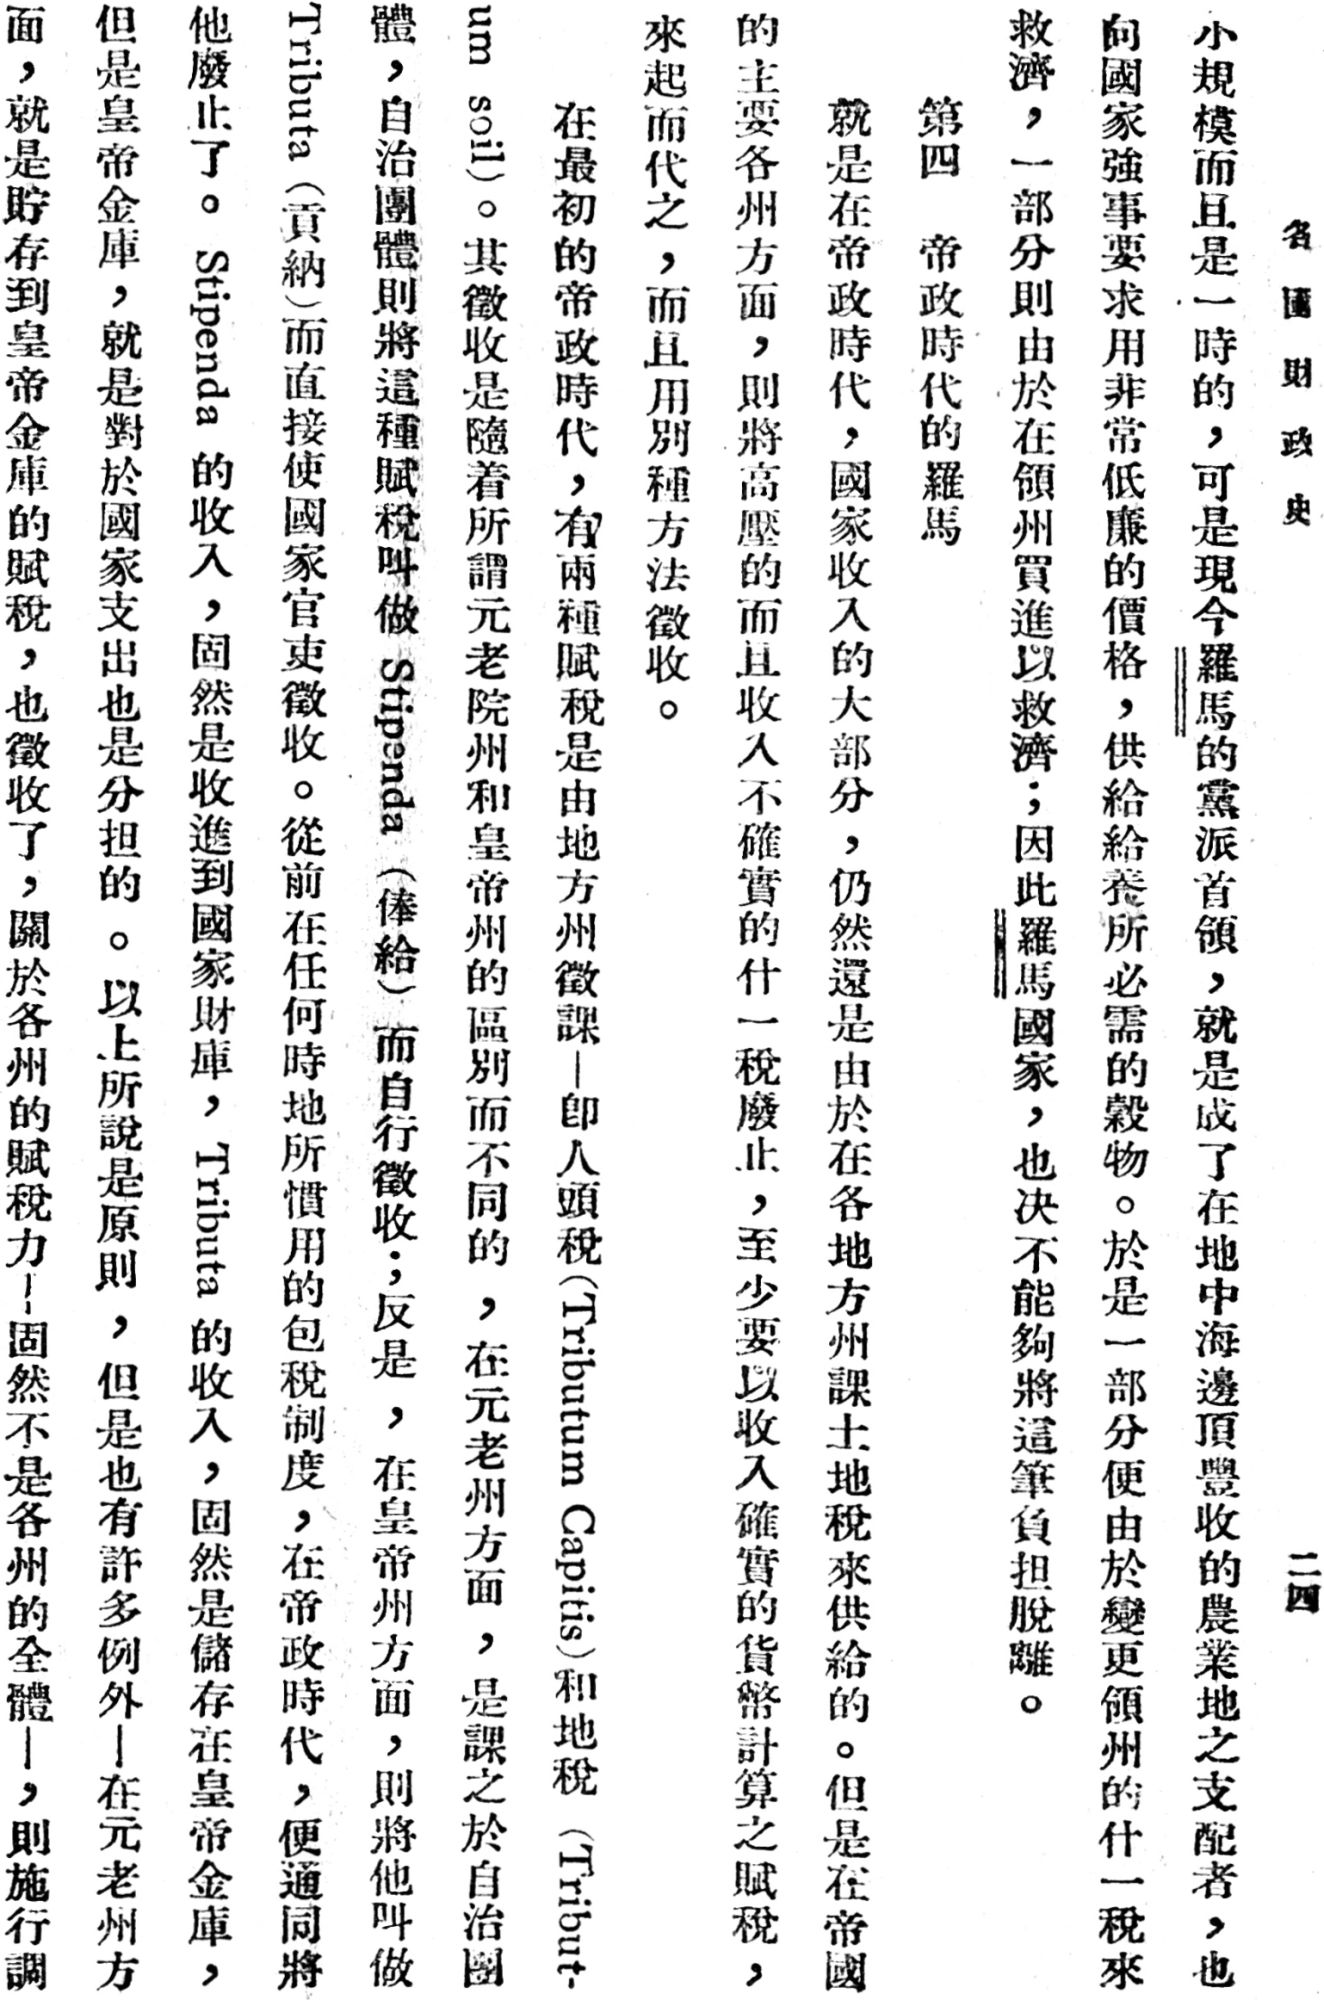 各國財政史
二四
小規模而且是一時的，可是現今羅馬的黨派首領，就是成了在地中海邊頂豐收的農業地之支配者，也
向國家強事要求用非常低廉的價格，供給給養所必需的穀物。於是一部分便由於變更領州的什一稅來
救濟，一部分則由於在領州買進以救濟；因此羅馬國家，也决不能夠將這筆負担脫離。
第四　帝政時代的羅馬
就是在帝政時代，國家收入的大部分，仍然還是由於在各地方州課土地稅來供給的。但是在帝國
的主要各州方面，則將高壓的而且收入不確實的什一稅廢止，至少要以收入確實的貨幣計算之賦稅，
來起而代之，而且用別種方法徵收。
在最初的帝政時代，有兩種賦稅是由地方州徵課—卽人頭稅(Tributum Capitis)和地稅 (Tribut-
um soil)。其徵收是隨着所謂元老院州和皇帝州的區別而不同的，在元老州方面，是課之於自治團
體，自治團體則將這種賦稅叫做 Stipenda (俸給) 而自行徵收；反是，在皇帝州方面，則將他叫做
Tributa (貢納)而直接使國家官吏徵收。從前在任何時地所慣用的包稅制度，在帝政時代，便通同將
他廢止了。Stipenda 的收入，固然是收進到國家財庫，Tributa 的收入，固然是儲存在皇帝金庫，
但是皇帝金庫，就是對於國家支出也是分担的。以上所說是原則，但是也有許多例外—在元老州方
面，就是貯存到皇帝金庫的賦稅，也徵收了，關於各州的賦稅力—固然不是各州的全體—，則施行調